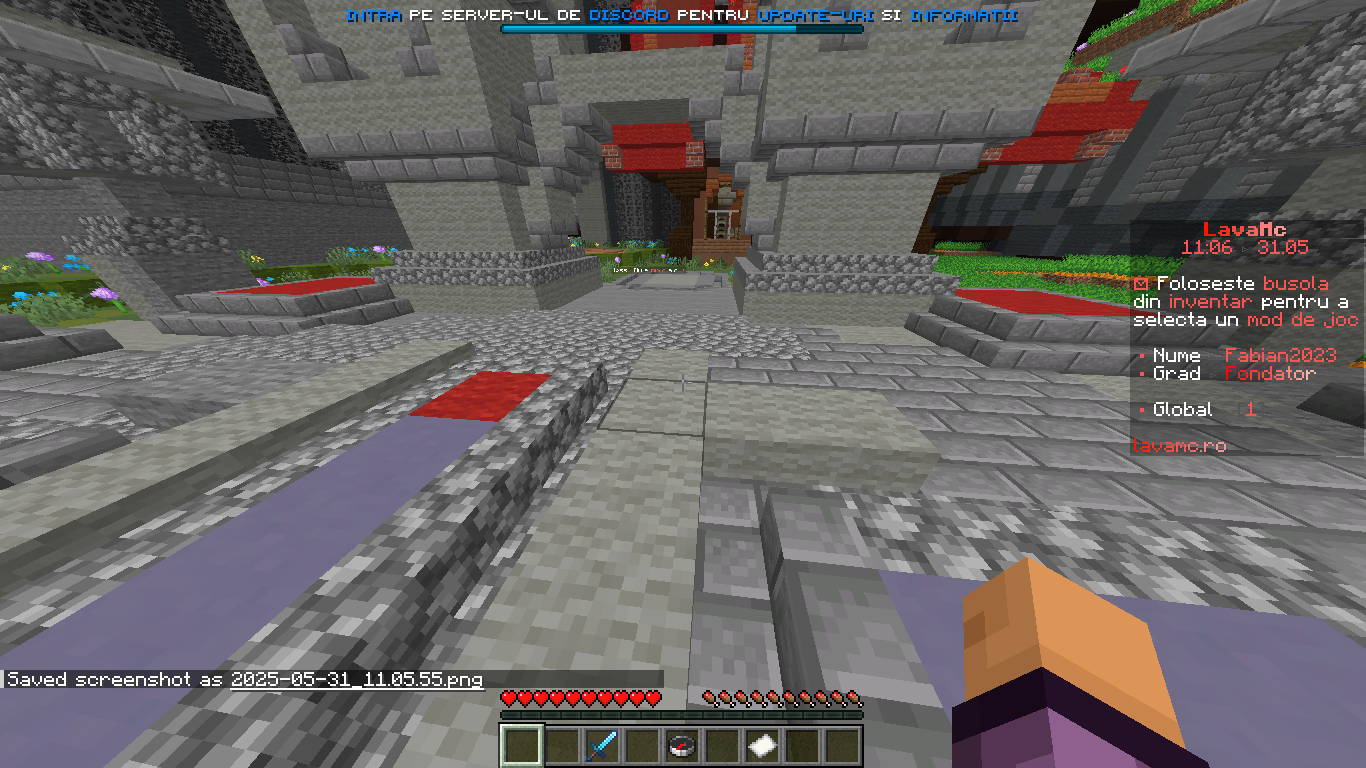 INTRA PE SERVER-UL DE DISCORD PENTRU UPDATE-URI SI INFORMATII
LavaMc
11:06 31.05
Foloseste busola
din inventar pentru a
selecta un mod de joc
• Nume Fabian2023
• Grad Fondator
• Global 1
lavamc.ro
Saved screenshot as 2025-05-31_11.05.55.png